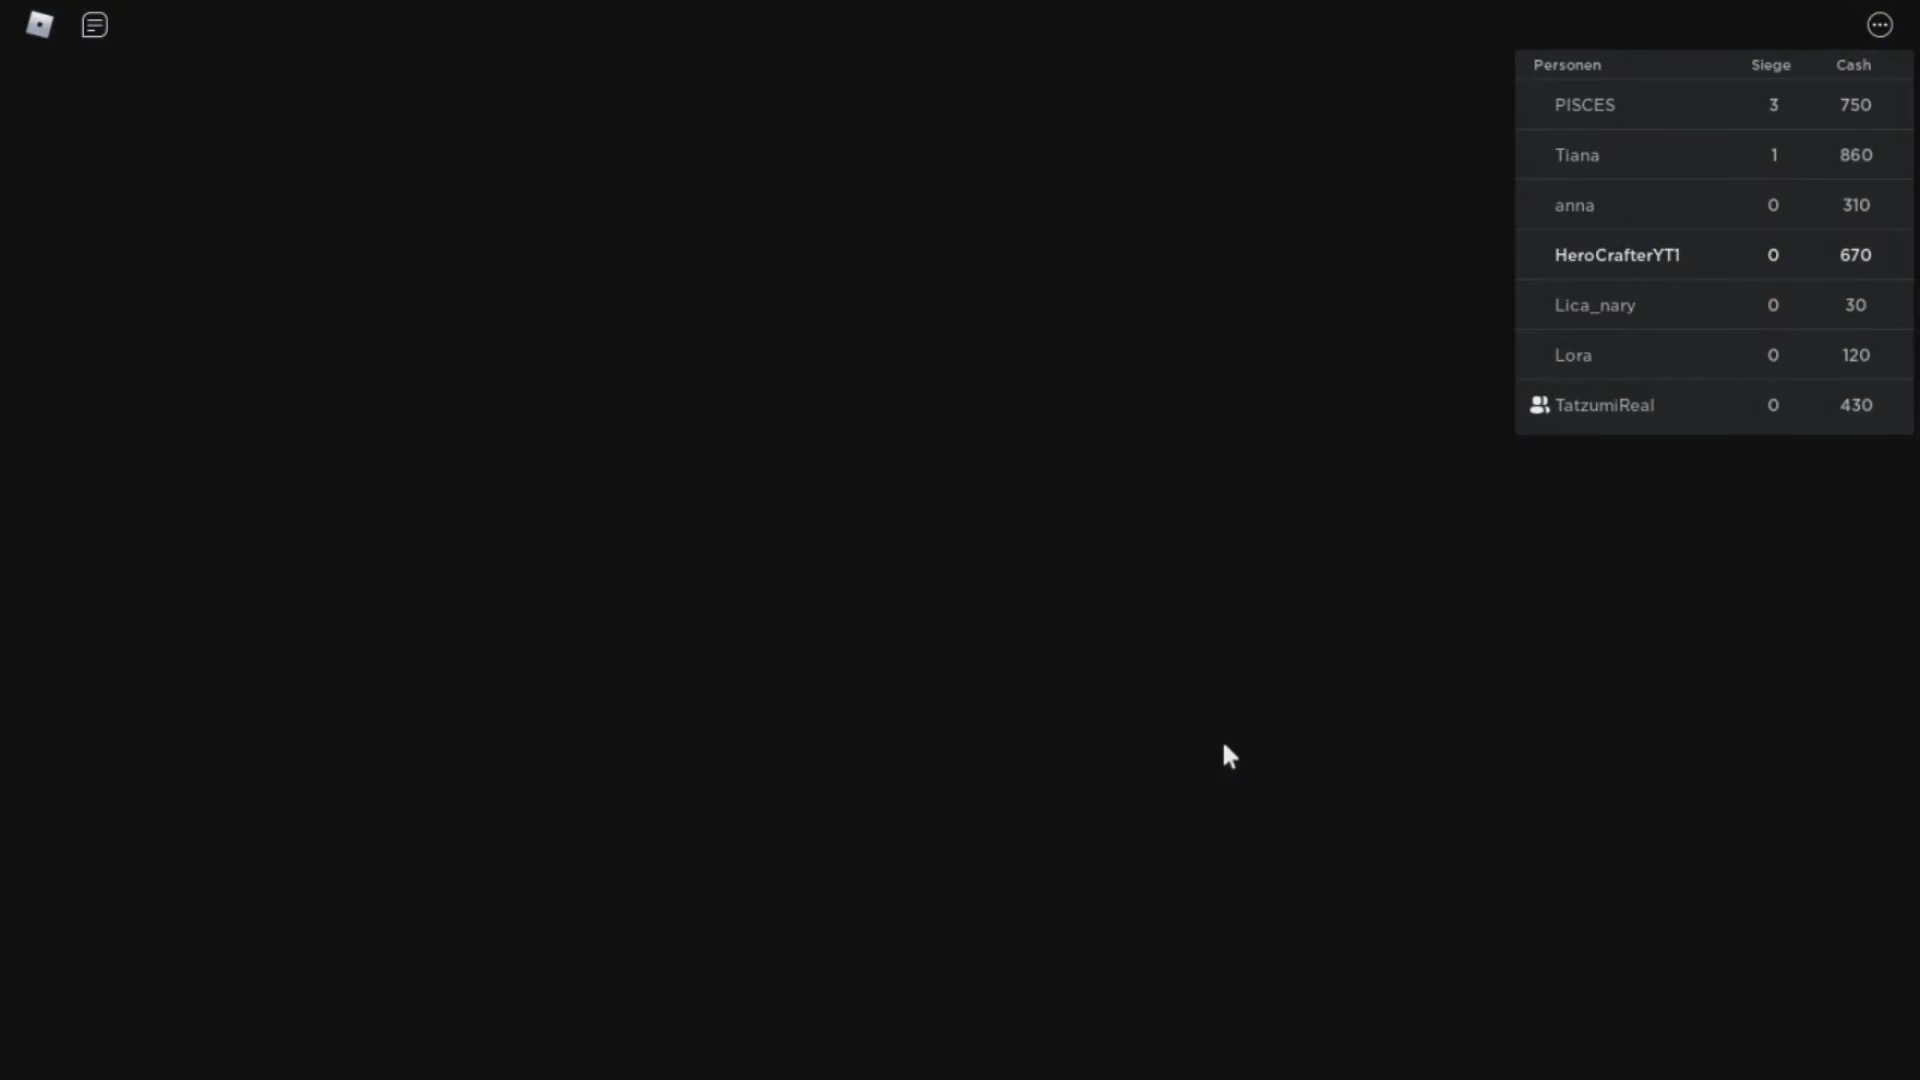 Personen Siege Cash
PISCES 3 750
Tiana 1 860
anna 0 310
HeroCrafterYT1 0 670
Lica_nary 0 30
Lora 0 120
TatzumiReal 0 430